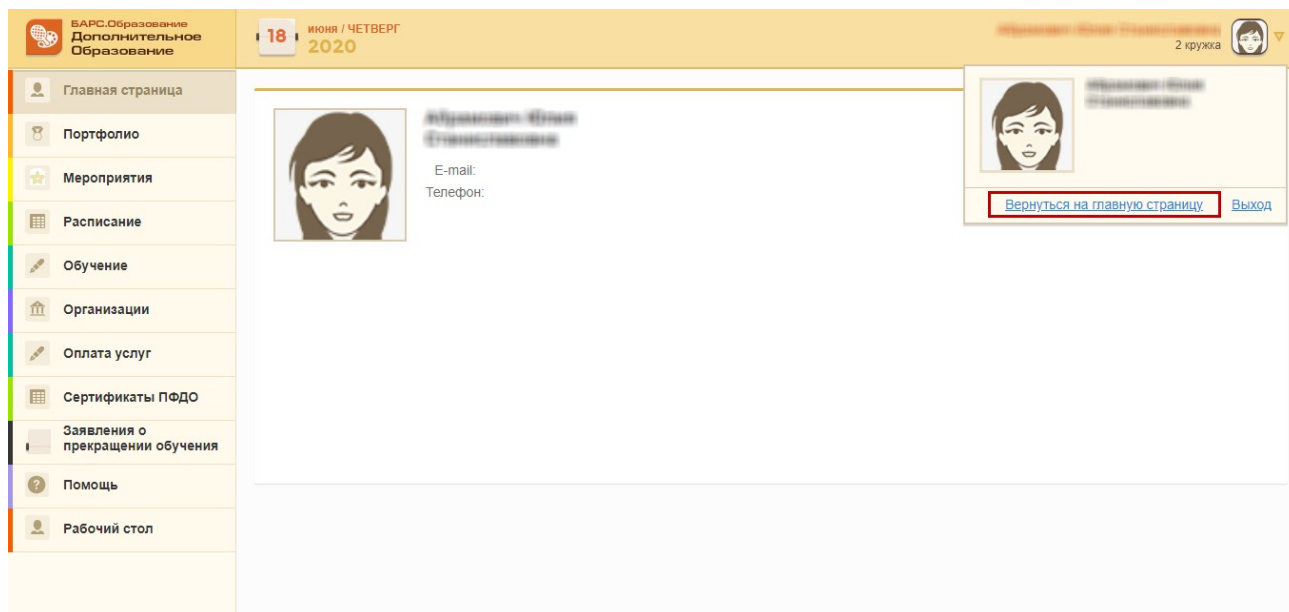 БАРС.Образование
Дополнительное
Образование
18
июня / ЧЕТВЕРГ
2020
2 кружка
Главная страница
Портфолио
Мероприятия
Расписание
Обучение
Организации
Оплата услуг
Сертификаты ПФДО
Заявления о
прекращении обучения
Помощь
Рабочий стол
E-mail:
Телефон:
Вернуться на главную страницу Выход